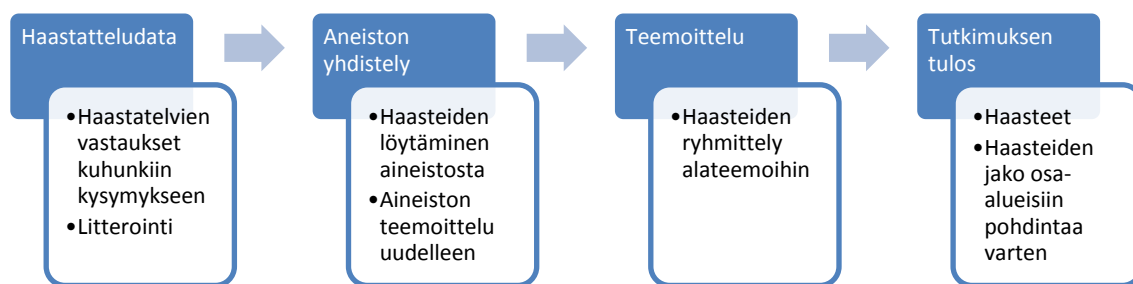 Haastatteludata
•Haastatelvien
vastaukset
kuhunkiin
kysymykseen
•Litterointi
Aneiston
yhdistely
•Haasteiden
löytäminen
aineistosta
•Aineiston
teemoittelu
uudelleen
Teemoittelu
•Haasteiden
ryhmittely
alateemoihin
Tutkimuksen
tulos
•Haasteet
•Haasteiden
jako osa-
alueisiin
pohdintaa
varten